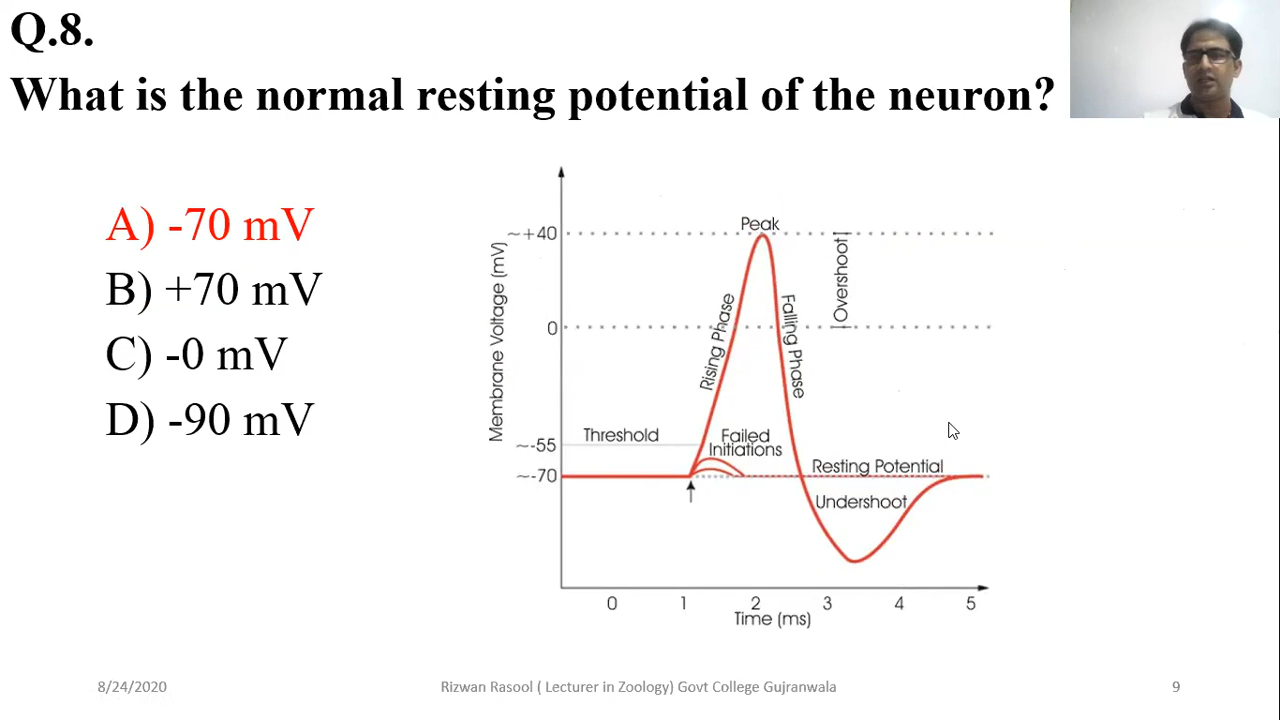 Q.8.
What is the normal resting potential of the neuron?
A) -70 mV
B) +70 mV
C) -0 mV
D) -90 mV
Peak
~+40
Overshoot
Membrane Voltage (mV)
Rising Phase
Falling Phase
0
Threshold
Failed
Initiations
~-55
Resting Potential
~-70
Undershoot
0 1 2 3 4 5
Time (ms)
8/24/2020 Rizwan Rasool ( Lecturer in Zoology) Govt College Gujranwala 9